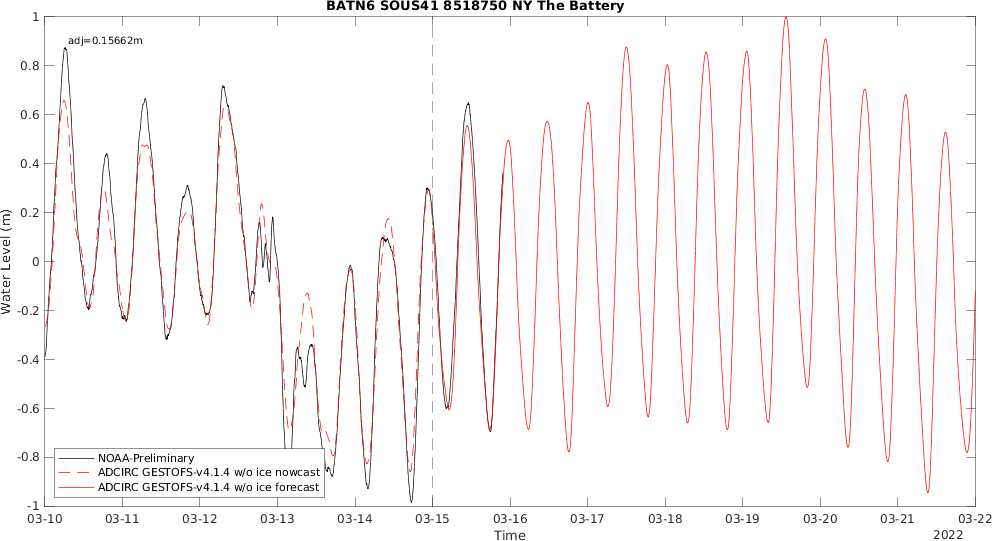 BATN6 SOUS41 8518750 NY The Battery
adj=0.15662m
Water Level (m)
1
0.8
0.6
0.4
0.2
0
-0.2
-0.4
-0.6
-0.8
-1
NOAA-Preliminary
ADCIRC GESTOFS-v4.1.4 w/o ice nowcast
ADCIRC GESTOFS-v4.1.4 w/o ice forecast
03-10 03-11 03-12 03-13 03-14 03-15 03-16 03-17 03-18 03-19 03-20 03-21 03-22
Time
2022